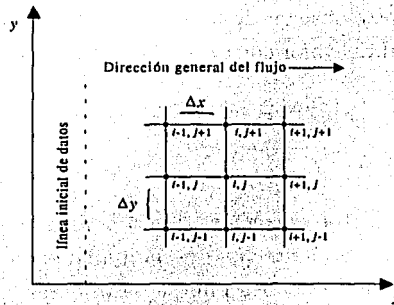 y
Dirección general del flujo
Δx
i-1, j+1 i, j+1 i+1, j+1
línea inicial de datos
i-1, j i, j i+1, j
Δy
i-1, j-1 i, j-1 i+1, j-1